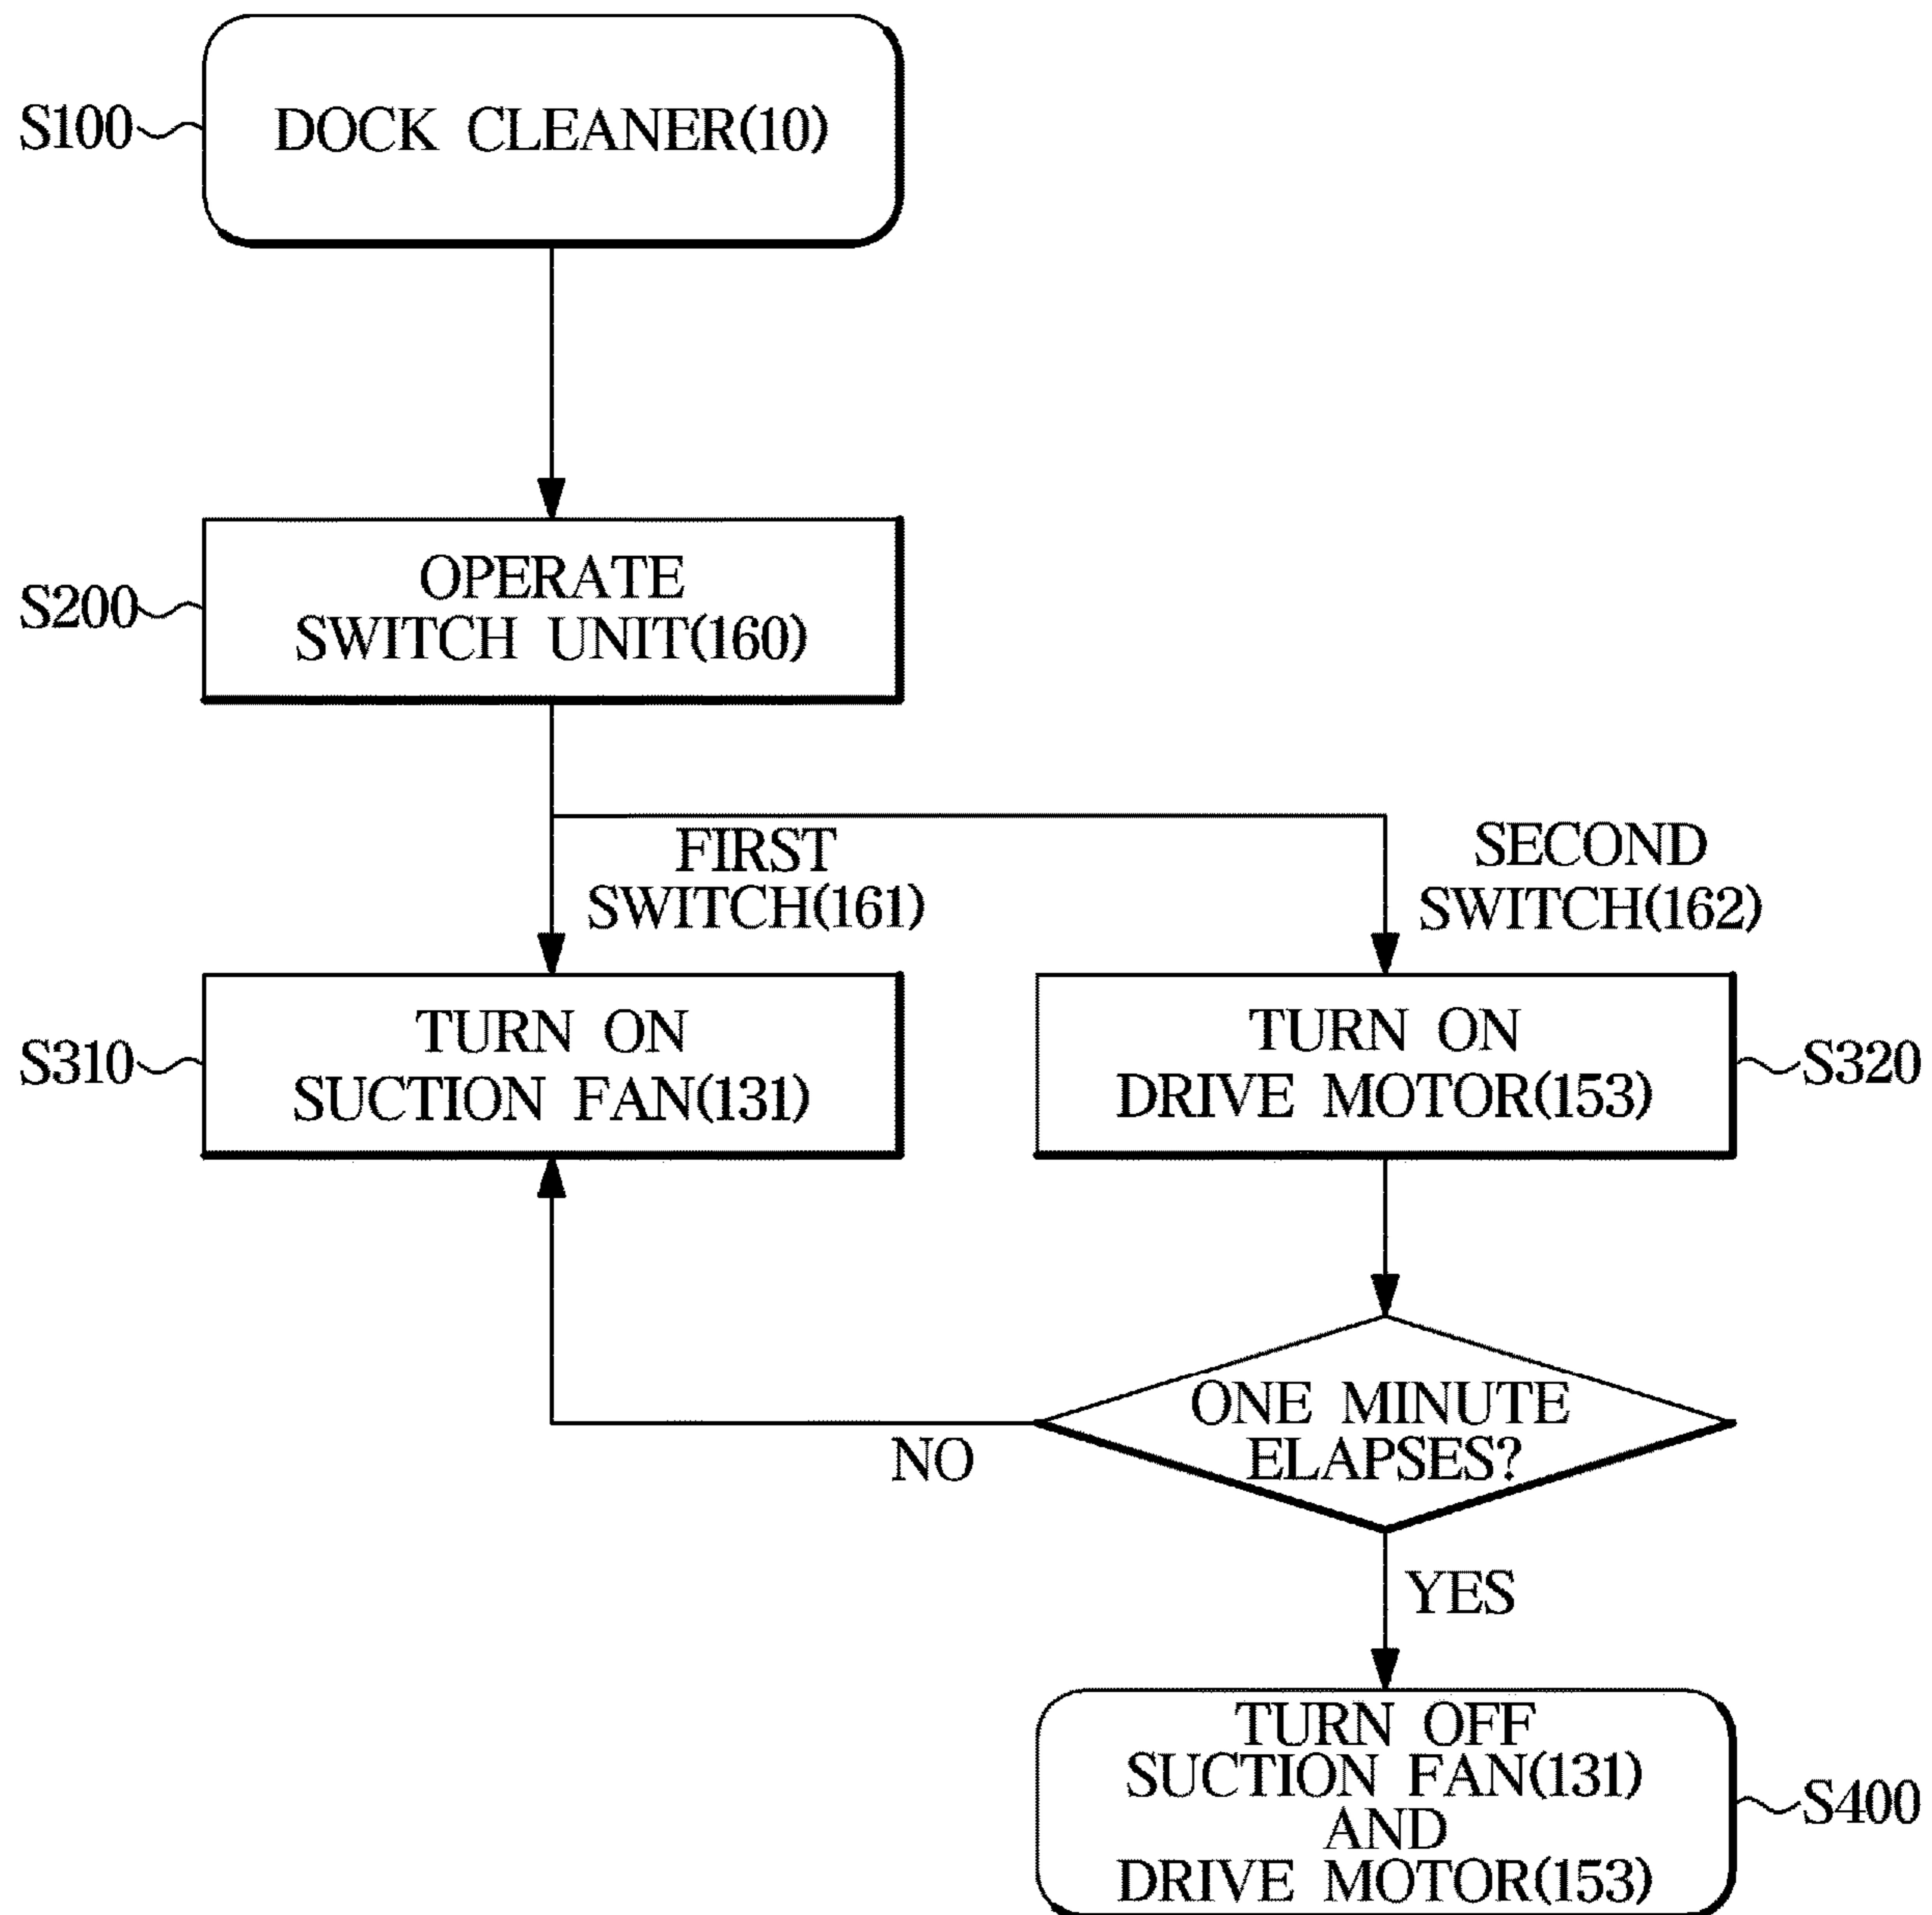 S100
DOCK CLEANER(10)
S200
OPERATE
SWITCH UNIT(160)
FIRST
SWITCH(161)
SECOND
SWITCH(162)
S310
TURN ON
SUCTION FAN(131)
TURN ON
DRIVE MOTOR(153)
S320
ONE MINUTE
ELAPSES?
NO
YES
TURN OFF
SUCTION FAN(131)
AND
DRIVE MOTOR(153)
S400